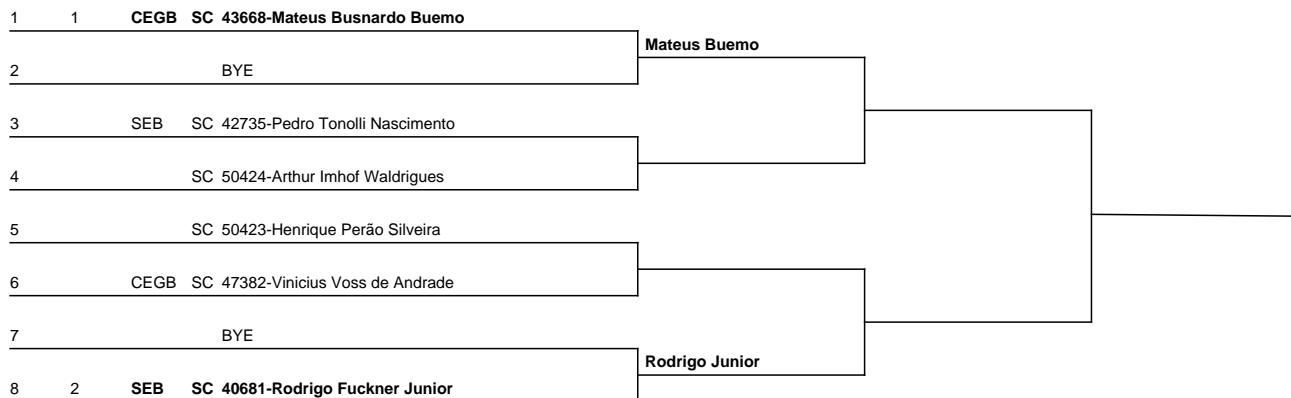 1 1 CEGB SC 43668-Mateus Busnardo Buemo
Mateus Buemo
2 BYE
3 SEB SC 42735-Pedro Tonolli Nascimento
4 SC 50424-Arthur Imhof Waldrigues
5 SC 50423-Henrique Perão Silveira
6 CEGB SC 47382-Vinicius Voss de Andrade
7 BYE
Rodrigo Junior
8 2 SEB SC 40681-Rodrigo Fuckner Junior